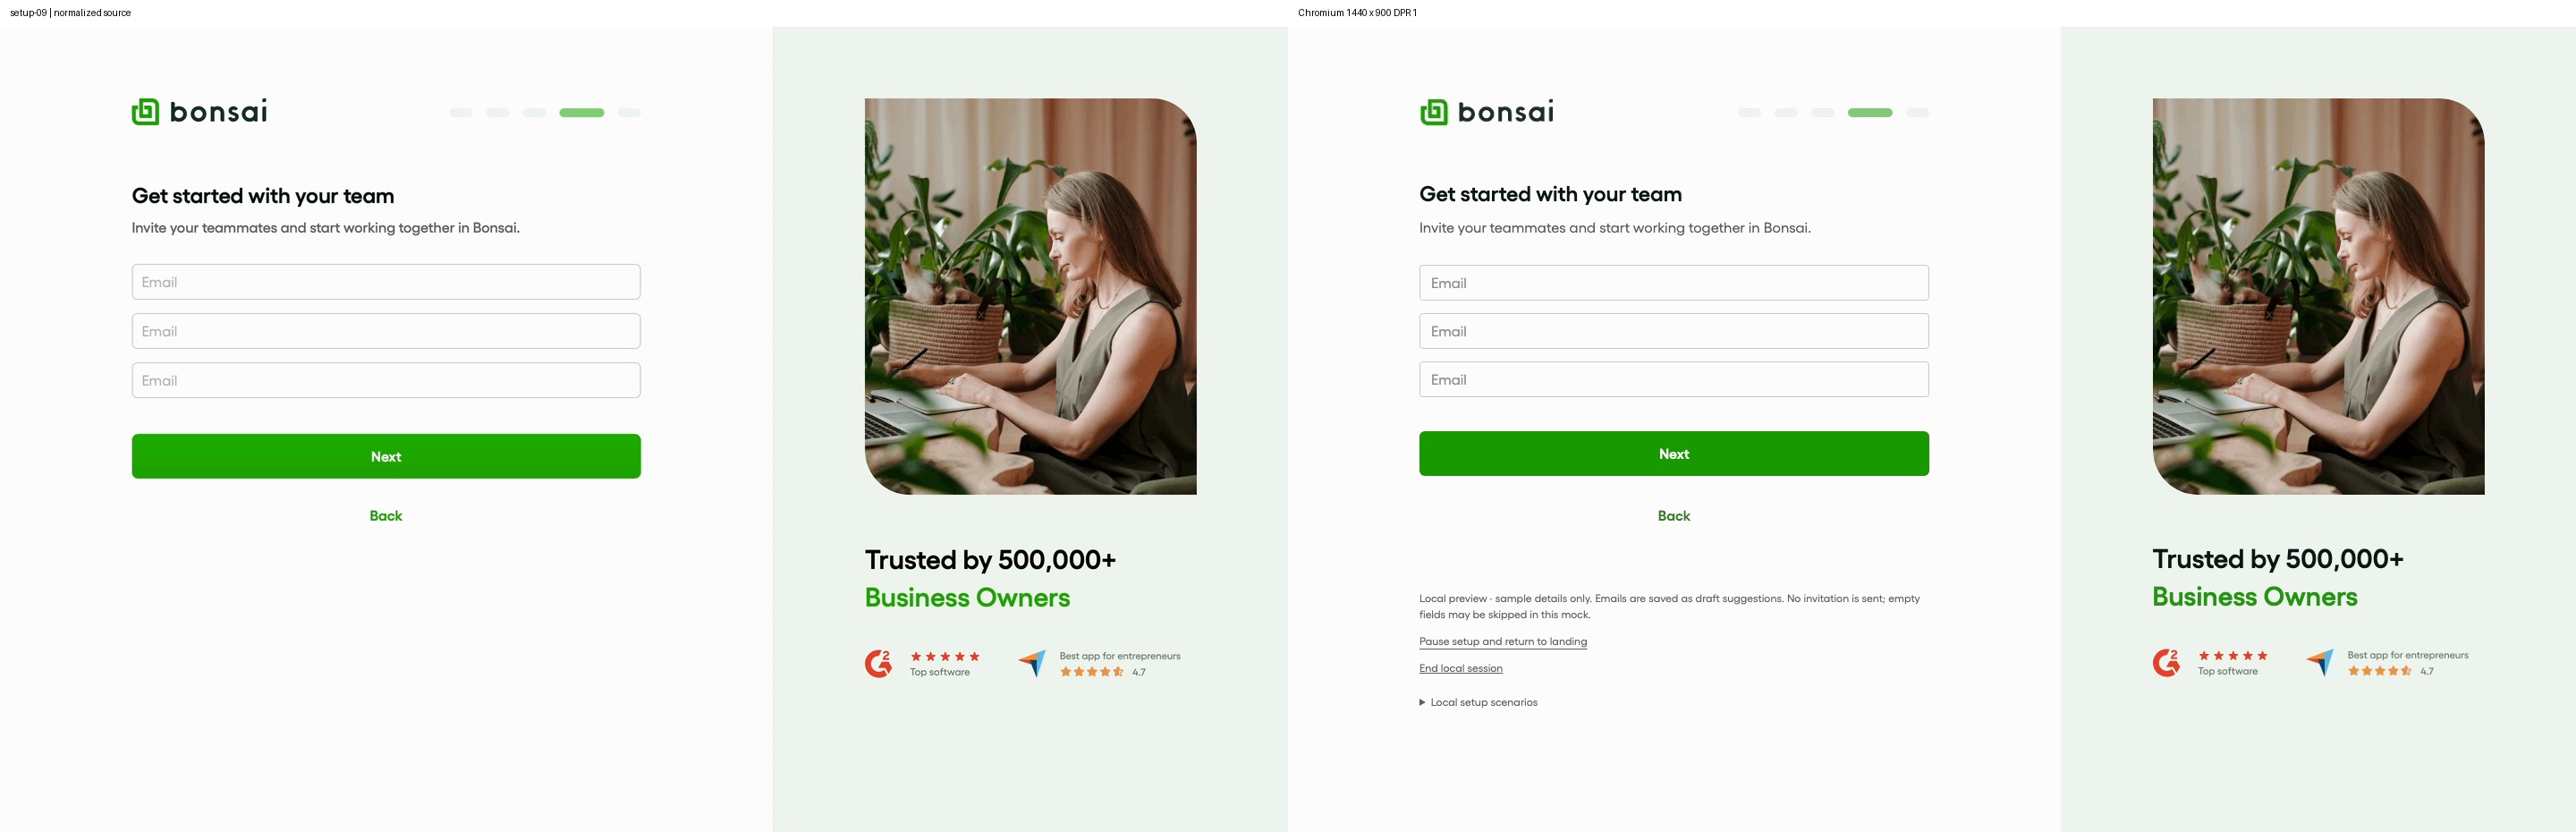 setup-09 | normalized source
bonsai
Get started with your team
Invite your teammates and start working together in Bonsai.
Email
Email
Email
Next
Back
Trusted by 500,000+
Business Owners
G2
Top software
Best app for entrepreneurs
4.7
Chromium 1440 x 900 DPR 1
bonsai
Get started with your team
Invite your teammates and start working together in Bonsai.
Email
Email
Email
Next
Back
Local preview · sample details only. Emails are saved as draft suggestions. No invitation is sent; empty
fields may be skipped in this mock.
Pause setup and return to landing
End local session
Local setup scenarios
Trusted by 500,000+
Business Owners
G2
Top software
Best app for entrepreneurs
4.7